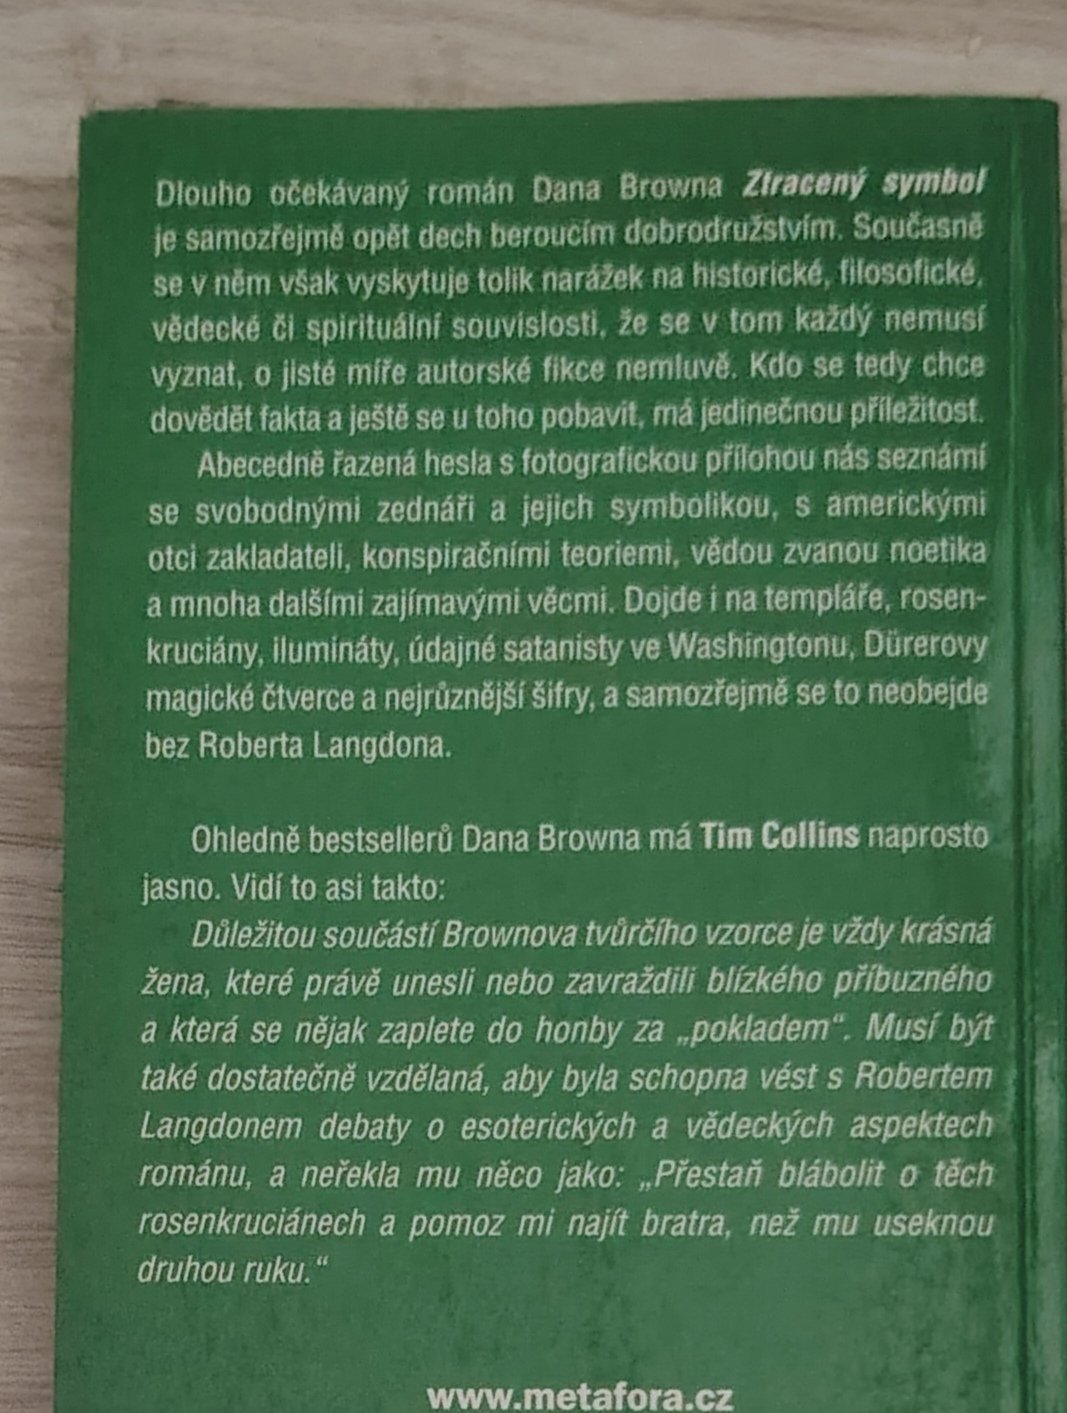 Dlouho očekávaný román Dana Browna Ztracený symbol
je samozřejmě opět dech beroucím dobrodružstvím. Současně
se v něm však vyskytuje tolik narážek na historické, filosofické,
vědecké či spirituální souvislosti, že se v tom každý nemusí
vyznat, o jisté míře autorské fikce nemluvě. Kdo se tedy chce
dovědět fakta a ještě se u toho pobavit, má jedinečnou příležitost.
Abecedně řazená hesla s fotografickou přílohou nás seznámí
se svobodnými zednáři a jejich symbolikou, s americkými
otci zakladateli, konspiračními teoriemi, vědou zvanou noetika
a mnoha dalšími zajímavými věcmi. Dojde i na templáře, rosen-
kruciány, ilumináty, údajné satanisty ve Washingtonu, Dürerovy
magické čtverce a nejrůznější šifry, a samozřejmě se to neobejde
bez Roberta Langdona.
Ohledně bestsellerů Dana Browna má Tim Collins naprosto
jasno. Vidí to asi takto:
Důležitou součástí Brownova tvůrčího vzorce je vždy krásná
žena, které právě unesli nebo zavraždili blízkého příbuzného
a která se nějak zaplete do honby za „pokladem“. Musí být
také dostatečně vzdělaná, aby byla schopna vést s Robertem
Langdonem debaty o esoterických a vědeckých aspektech
románu, a neřekla mu něco jako: „Přestaň blábolit o těch
rosenkruciánech a pomoz mi najít bratra, než mu useknou
druhou ruku.“
www.metafora.cz